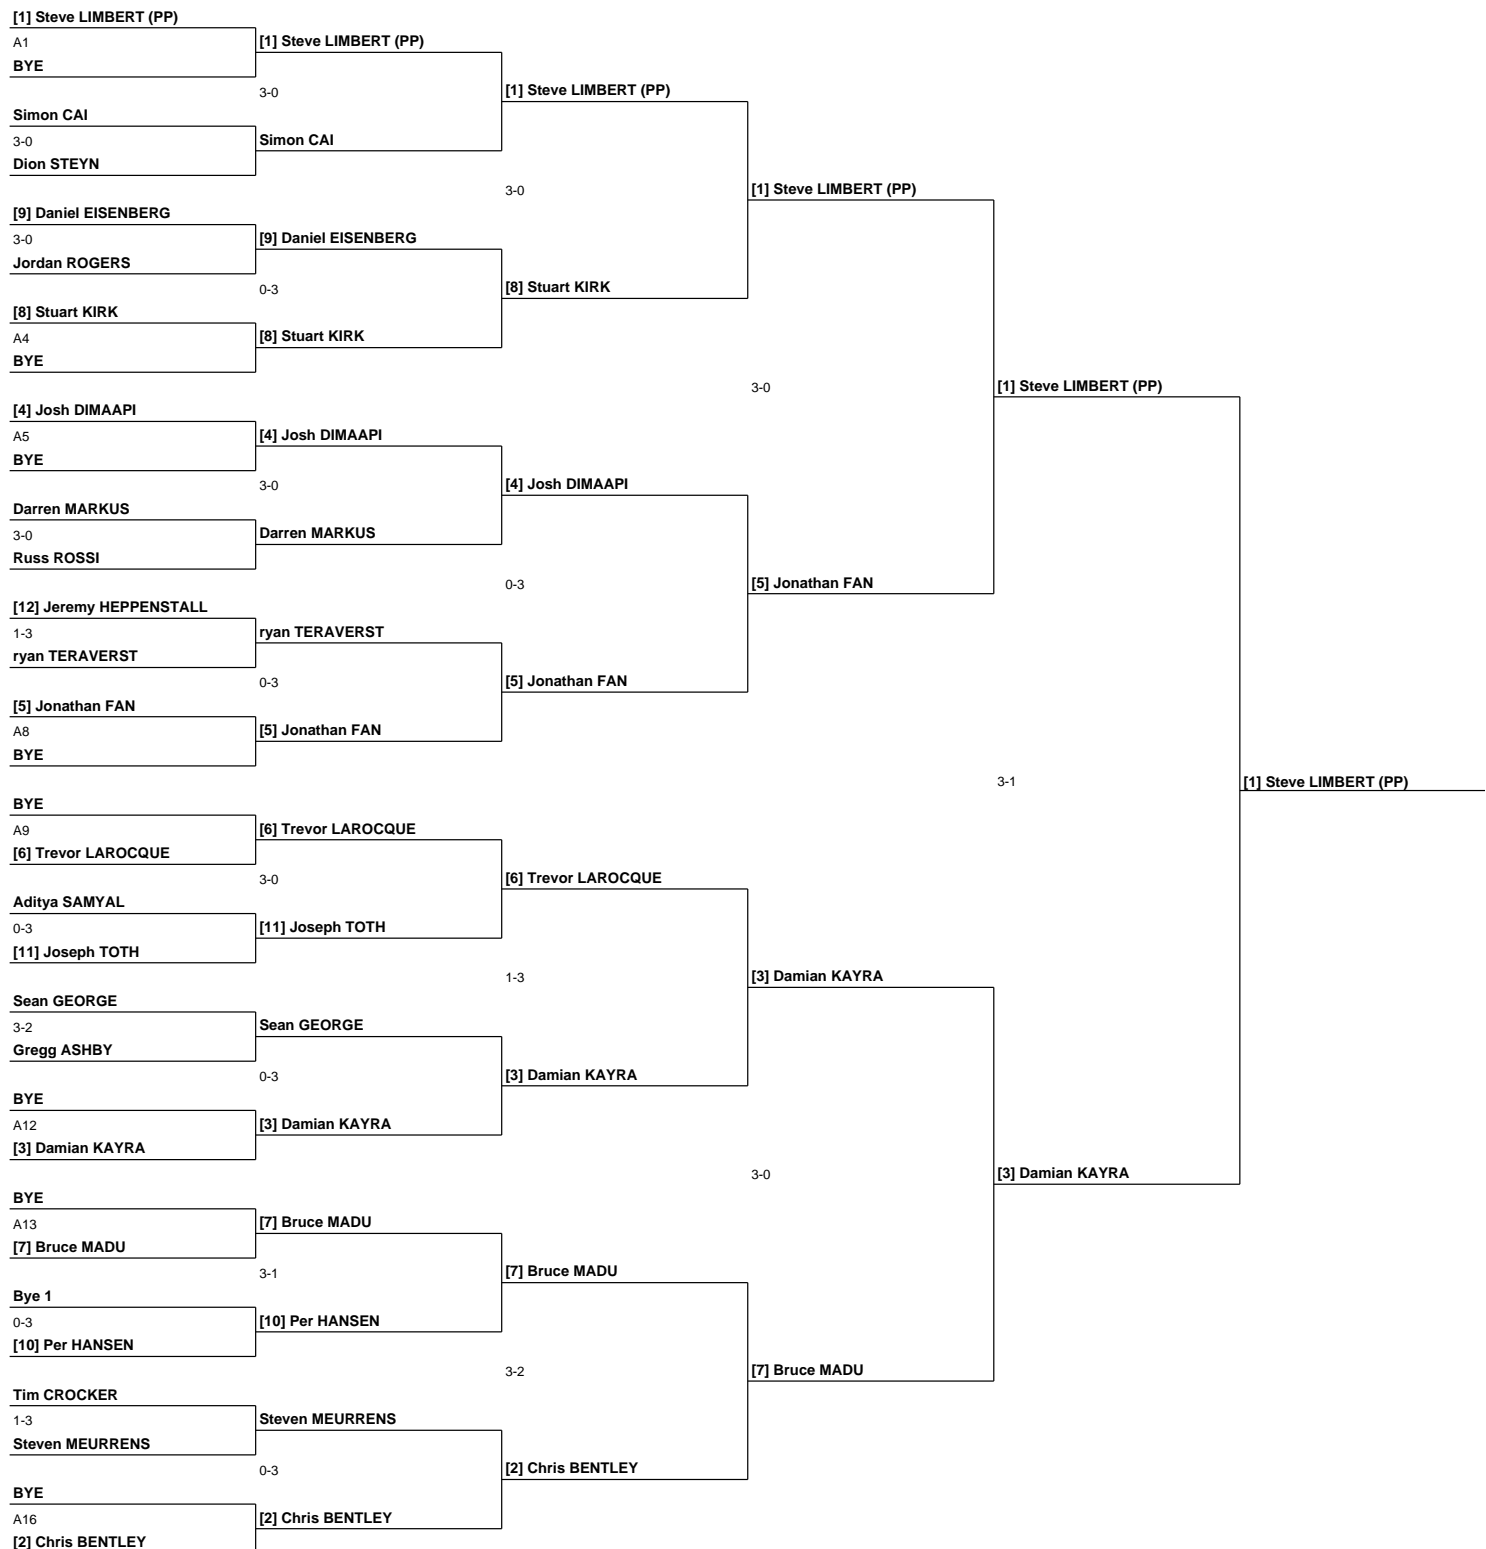 [1] Steve LIMBERT (PP)
A1
BYE
Simon CAI
3-0
Dion STEYN
[9] Daniel EISENBERG
3-0
Jordan ROGERS
[8] Stuart KIRK
A4
BYE
[4] Josh DIMAAPI
A5
BYE
Darren MARKUS
3-0
Russ ROSSI
[12] Jeremy HEPPENSTALL
1-3
ryan TERAVERST
[5] Jonathan FAN
A8
BYE
BYE
A9
[6] Trevor LAROCQUE
Aditya SAMYAL
0-3
[11] Joseph TOTH
Sean GEORGE
3-2
Gregg ASHBY
BYE
A12
[3] Damian KAYRA
BYE
A13
[7] Bruce MADU
Bye 1
0-3
[10] Per HANSEN
Tim CROCKER
1-3
Steven MEURRENS
BYE
A16
[2] Chris BENTLEY
[1] Steve LIMBERT (PP)
3-0
Simon CAI
[9] Daniel EISENBERG
0-3
[8] Stuart KIRK
[4] Josh DIMAAPI
3-0
Darren MARKUS
ryan TERAVERST
0-3
[5] Jonathan FAN
[6] Trevor LAROCQUE
3-0
[11] Joseph TOTH
Sean GEORGE
0-3
[3] Damian KAYRA
[7] Bruce MADU
3-1
[10] Per HANSEN
Steven MEURRENS
0-3
[2] Chris BENTLEY
[1] Steve LIMBERT (PP)
3-0
[8] Stuart KIRK
[4] Josh DIMAAPI
0-3
[5] Jonathan FAN
[6] Trevor LAROCQUE
1-3
[3] Damian KAYRA
[7] Bruce MADU
3-2
[2] Chris BENTLEY
[1] Steve LIMBERT (PP)
3-0
[5] Jonathan FAN
[3] Damian KAYRA
3-0
[7] Bruce MADU
[1] Steve LIMBERT (PP)
3-1
[3] Damian KAYRA
[1] Steve LIMBERT (PP)